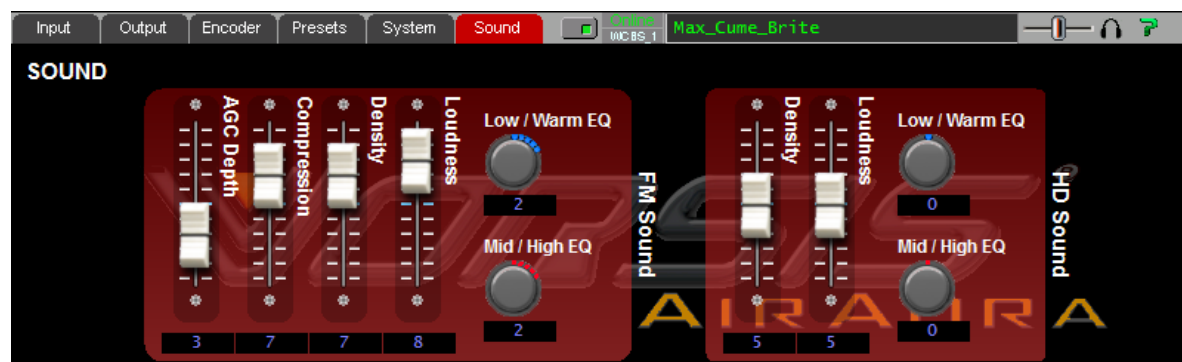 Input Output Encoder Presets System Sound Online Max_Cume_Brite
WCBS_1
SOUND
AGC Depth
Compression
Density
Loudness
Low / Warm EQ
2
Mid / High EQ
2
3 7 7 8
FM Sound
Density
Loudness
Low / Warm EQ
0
Mid / High EQ
0
5 5
HD Sound
VORSIS
AIRAURA